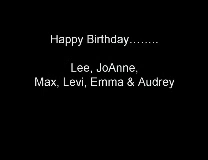 Happy Birthday........
Lee, JoAnne,
Max, Levi, Emma & Audrey